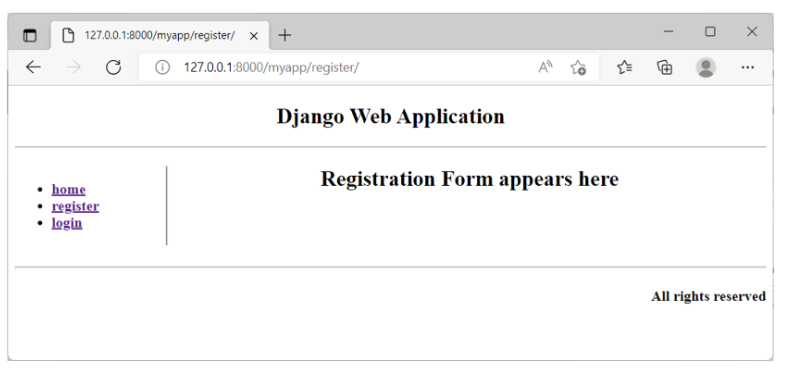 127.0.0.1:8000/myapp/register/
127.0.0.1:8000/myapp/register/
Django Web Application
home
register
login
Registration Form appears here
All rights reserved